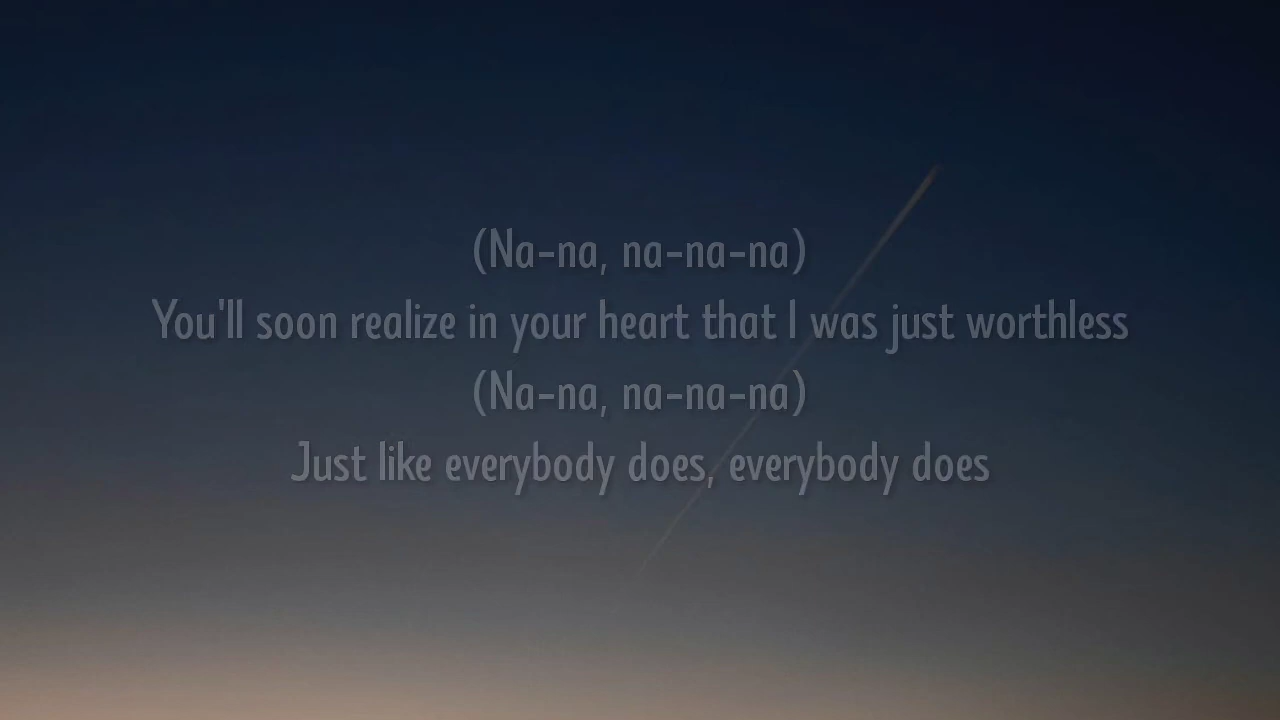 (Na-na, na-na-na)
You'll soon realize in your heart that I was just worthless
(Na-na, na-na-na)
Just like everybody does, everybody does